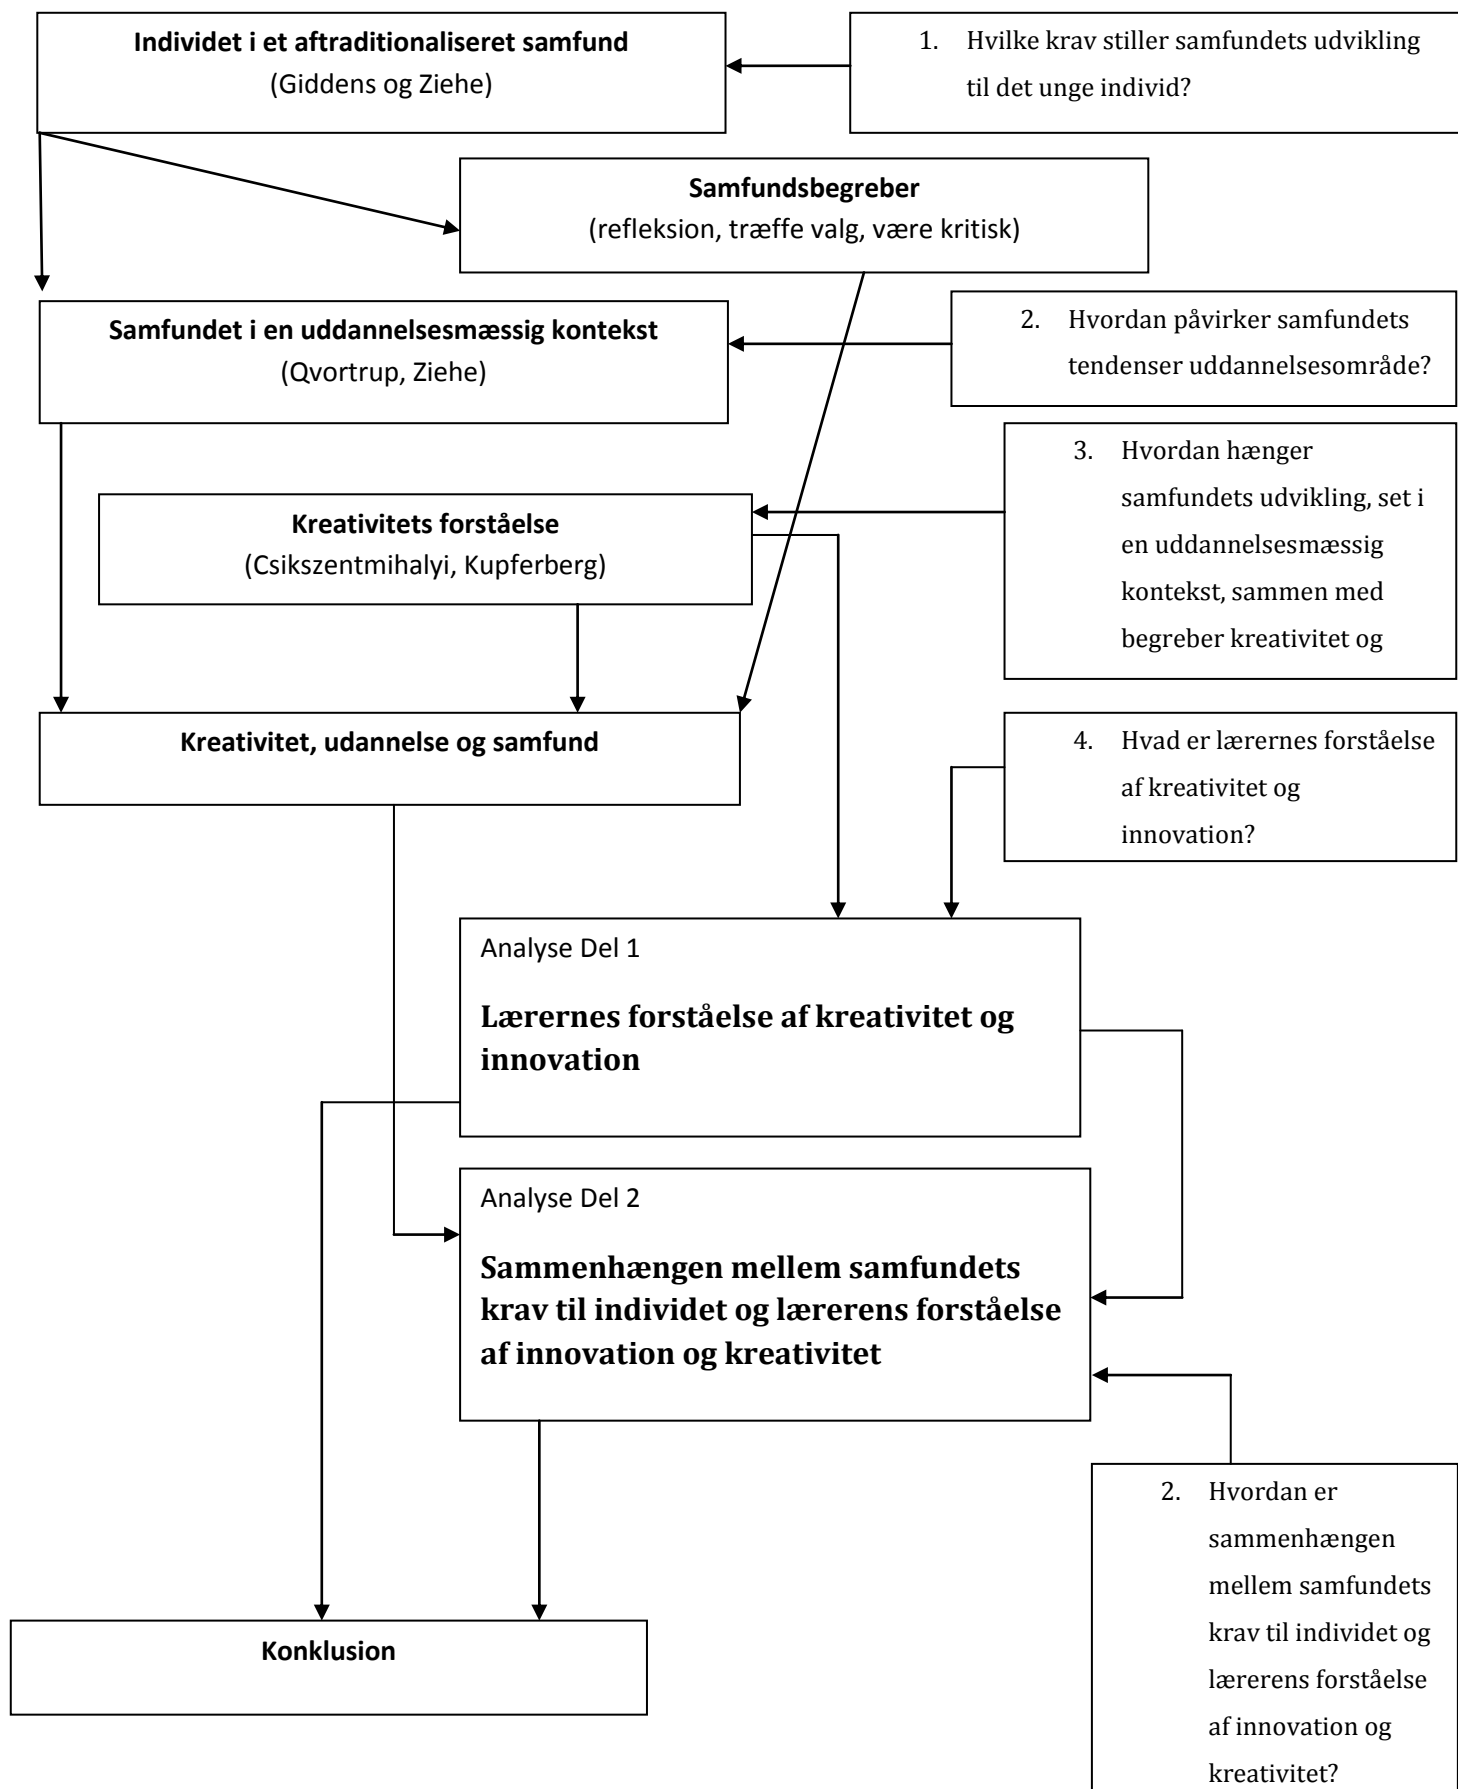 Individet i et aftraditionaliseret samfund
(Giddens og Ziehe)
1. Hvilke krav stiller samfundets udvikling
til det unge individ?
Samfundsbegreber
(refleksion, træffe valg, være kritisk)
Samfundet i en uddannelsesmæssig kontekst
(Qvortrup, Ziehe)
2. Hvordan påvirker samfundets
tendenser uddannelsesområde?
3. Hvordan hænger
samfundets udvikling, set i
en uddannelsesmæssig
kontekst, sammen med
begreber kreativitet og
Kreativitets forståelse
(Csikszentmihalyi, Kupferberg)
Kreativitet, udannelse og samfund
4. Hvad er lærernes forståelse
af kreativitet og
innovation?
Analyse Del 1
Lærernes forståelse af kreativitet og
innovation
Analyse Del 2
Sammenhængen mellem samfundets
krav til individet og lærerens forståelse
af innovation og kreativitet
2. Hvordan er
sammenhængen
mellem samfundets
krav til individet og
lærerens forståelse
af innovation og
kreativitet?
Konklusion